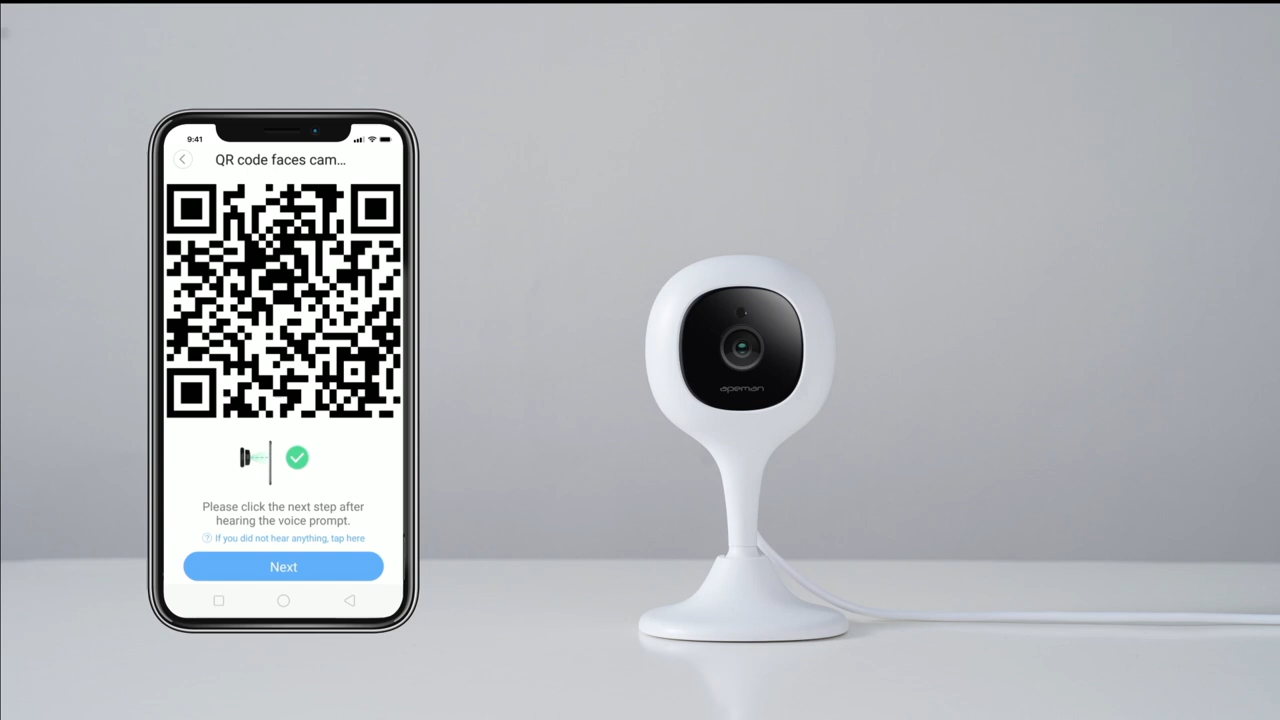 9:41
QR code faces cam...
Please click the next step after
hearing the voice prompt.
? If you did not hear anything, tap here
Next
apeman